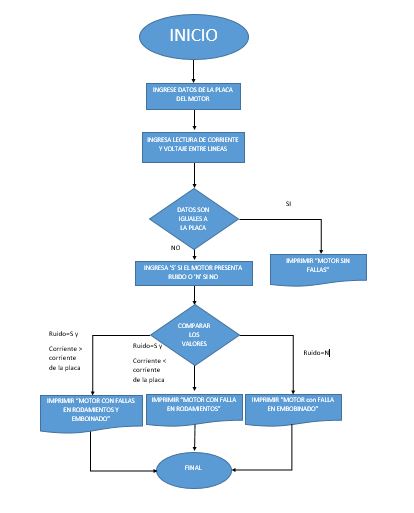 INICIO
INGRESE DATOS DE LA PLACA
DEL MOTOR
INGRESA LECTURA DE CORRIENTE
Y VOLTAJE ENTRE LINEAS
DATOS SON
IGUALES A
LA PLACA
SI
NO
IMPRIMIR "MOTOR SIN
FALLAS"
INGRESA 'S' SI EL MOTOR PRESENTA
RUIDO O 'N' SI NO
COMPARAR
LOS
VALORES
Ruido=S y
Corriente >
corriente
de la placa
Ruido=S y
Corriente <
corriente
de la placa
Ruido=N
IMPRIMIR "MOTOR CON FALLAS
EN RODAMIENTOS Y
EMBOINADO"
IMPRIMIR "MOTOR CON FALLA
EN RODAMIENTOS"
IMPRIMIR "MOTOR con FALLA
EN EMBOBINADO"
FINAL